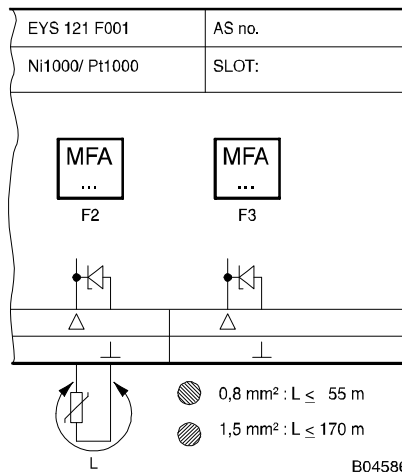 EYS 121 F001 AS no.
Ni1000/ Pt1000 SLOT:
MFA MFA
... ...
F2 F3
0,8 mm² : L ≤ 55 m
1,5 mm² : L ≤ 170 m
L
B04586